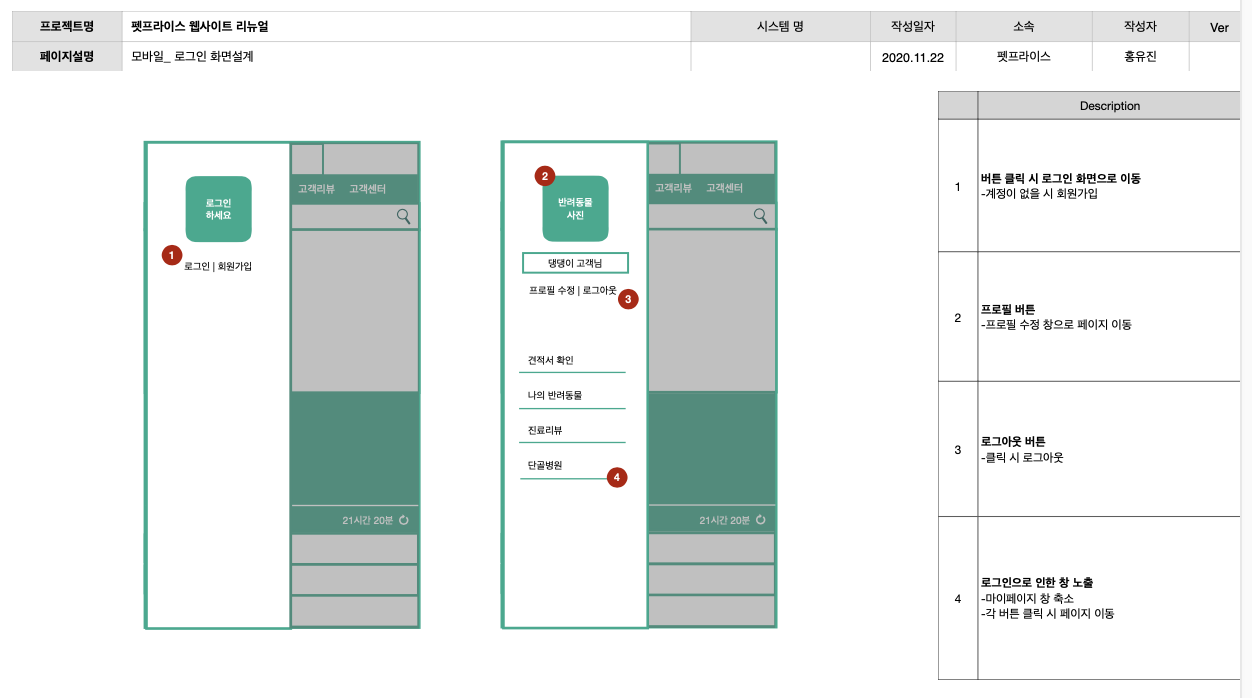 프로젝트명 펫프라이스 웹사이트 리뉴얼 시스템 명 작성일자 소속 작성자 Ver
페이지설명 모바일_ 로그인 화면설계 2020.11.22 펫프라이스 홍유진
로그인
하세요
1
로그인 | 회원가입
고객리뷰 고객센터
21시간 20분
2
반려동물
사진
댕댕이 고객님
프로필 수정 | 로그아웃
3
견적서 확인
나의 반려동물
진료리뷰
단골병원
4
고객리뷰 고객센터
21시간 20분
Description
1
버튼 클릭 시 로그인 화면으로 이동
-계정이 없을 시 회원가입
2
프로필 버튼
-프로필 수정 창으로 페이지 이동
3
로그아웃 버튼
-클릭 시 로그아웃
4
로그인으로 인한 창 노출
-마이페이지 창 축소
-각 버튼 클릭 시 페이지 이동